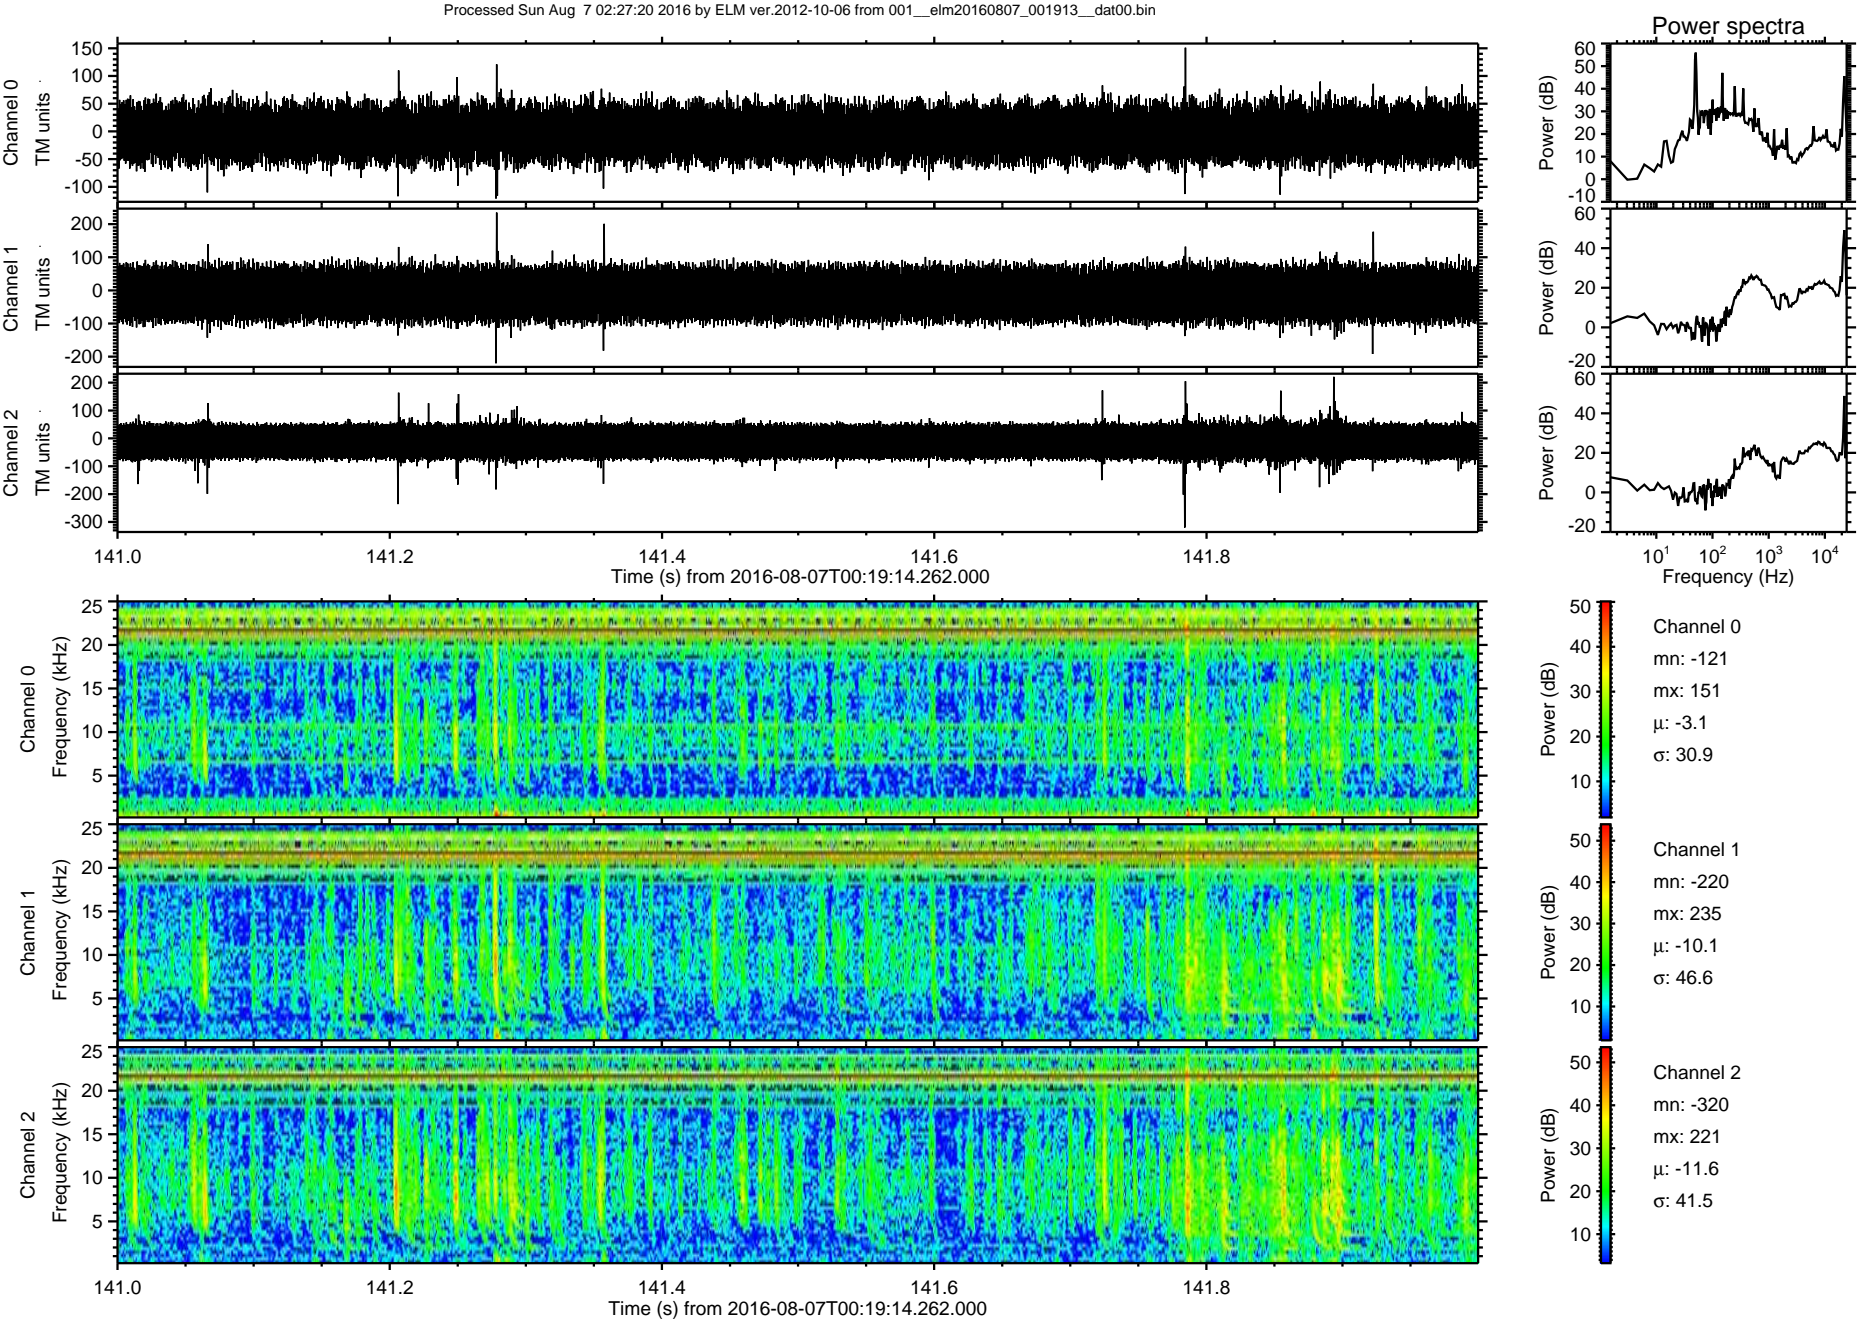 Processed Sun Aug  7 02:27:20 2016 by ELM ver.2012-10-06 from 001__elm20160807_001913__dat00.bin
Power spectra
Channel 0
TM units
150
100
50
0
-50
-100
Power (dB)
60
50
40
30
20
10
0
-10
Channel 1
TM units
200
100
0
-100
-200
Power (dB)
60
40
20
0
-20
Channel 2
TM units
200
100
0
-100
-200
-300
Power (dB)
60
40
20
0
-20
141.0 141.2 141.4 141.6 141.8
Time (s) from 2016-08-07T00:19:14.262.000
10¹ 10² 10³ 10⁴
Frequency (Hz)
Channel 0
Frequency (kHz)
25
20
15
10
5
Power (dB)
50
40
30
20
10
Channel 0
mn: -121
mx: 151
μ: -3.1
σ: 30.9
Channel 1
Frequency (kHz)
25
20
15
10
5
Power (dB)
50
40
30
20
10
Channel 1
mn: -220
mx: 235
μ: -10.1
σ: 46.6
Channel 2
Frequency (kHz)
25
20
15
10
5
Power (dB)
50
40
30
20
10
Channel 2
mn: -320
mx: 221
μ: -11.6
σ: 41.5
141.0 141.2 141.4 141.6 141.8
Time (s) from 2016-08-07T00:19:14.262.000